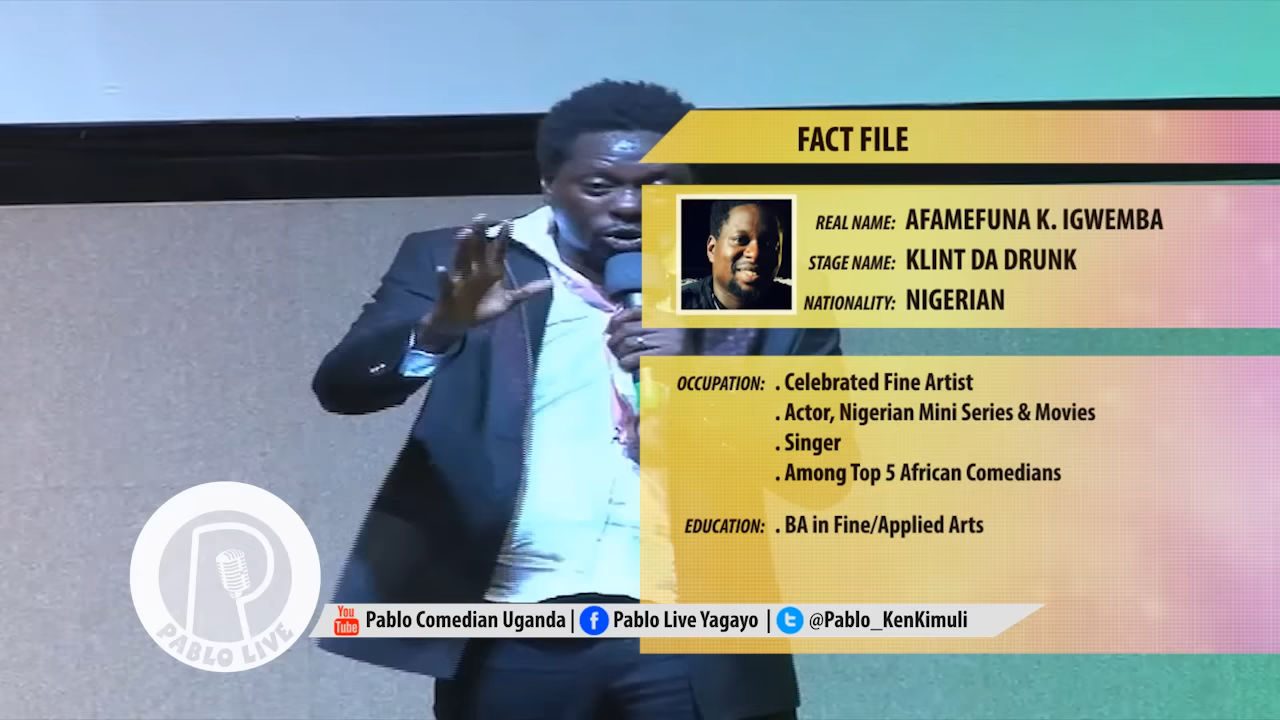 FACT FILE
REAL NAME: AFAMEFUNA K. IGWEMBA
STAGE NAME: KLINT DA DRUNK
NATIONALITY: NIGERIAN
OCCUPATION: . Celebrated Fine Artist
. Actor, Nigerian Mini Series & Movies
. Singer
. Among Top 5 African Comedians
EDUCATION: . BA in Fine/Applied Arts
You Tube Pablo Comedian Uganda | f Pablo Live Yagayo | @Pablo_KenKimuli
P
PABLO LIVE